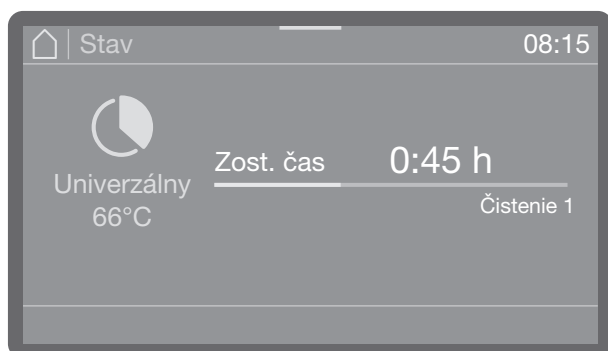 Stav 08:15
Zost. čas 0:45 h
Univerzálny
66°C
Čistenie 1